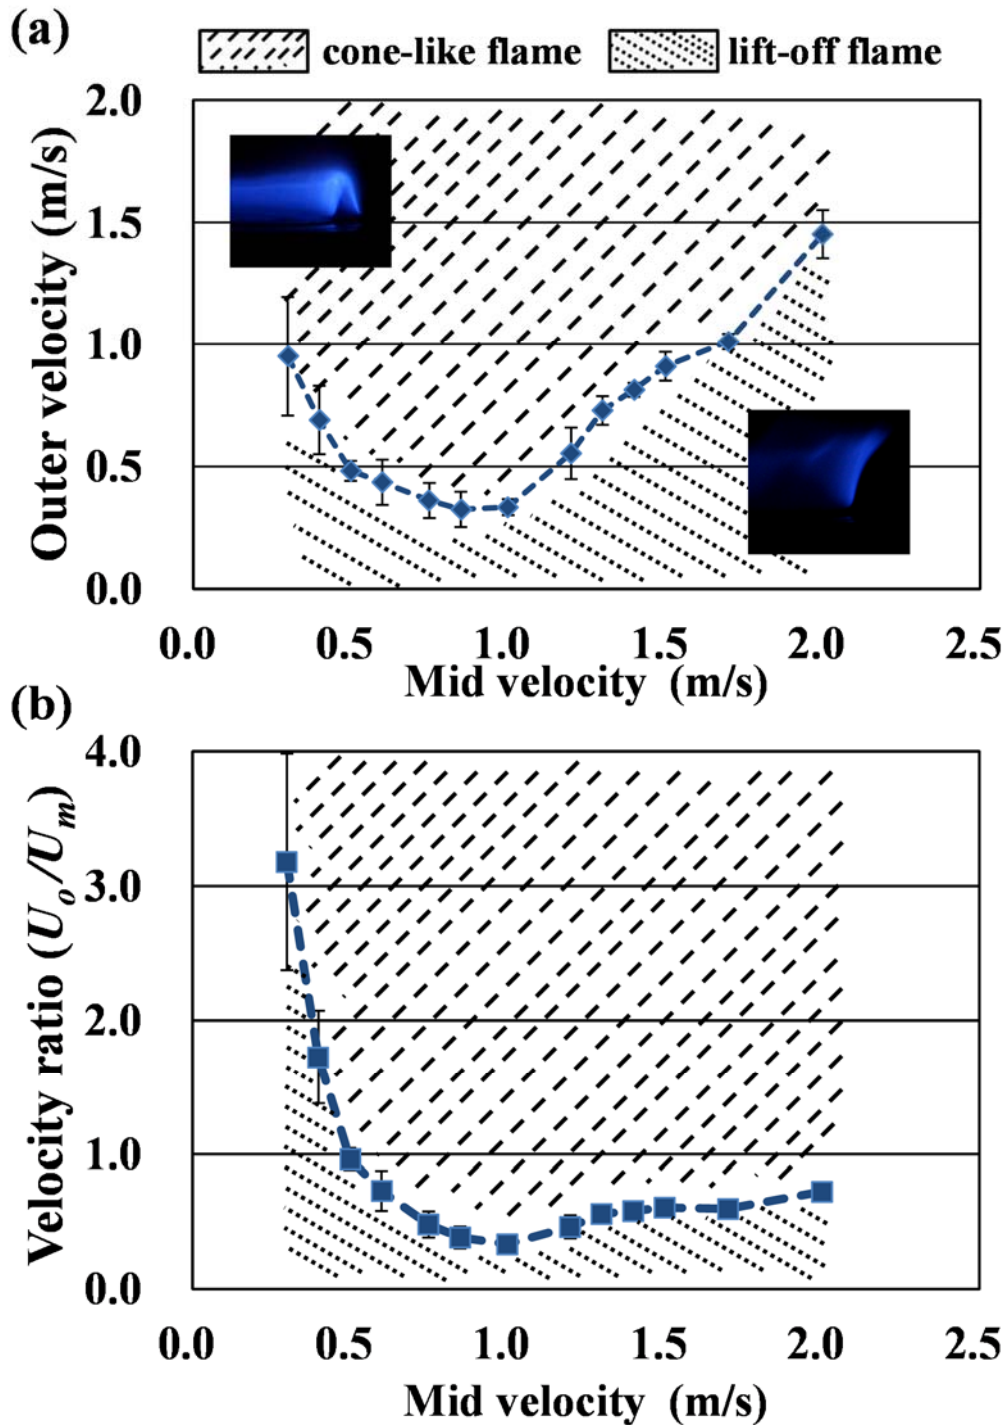 (a)
cone-like flame lift-off flame
Outer velocity (m/s)
2.0
1.5
1.0
0.5
0.0
0.0 0.5 1.0 1.5 2.0 2.5
Mid velocity (m/s)
(b)
Velocity ratio (Uo/Um)
4.0
3.0
2.0
1.0
0.0
0.0 0.5 1.0 1.5 2.0 2.5
Mid velocity (m/s)